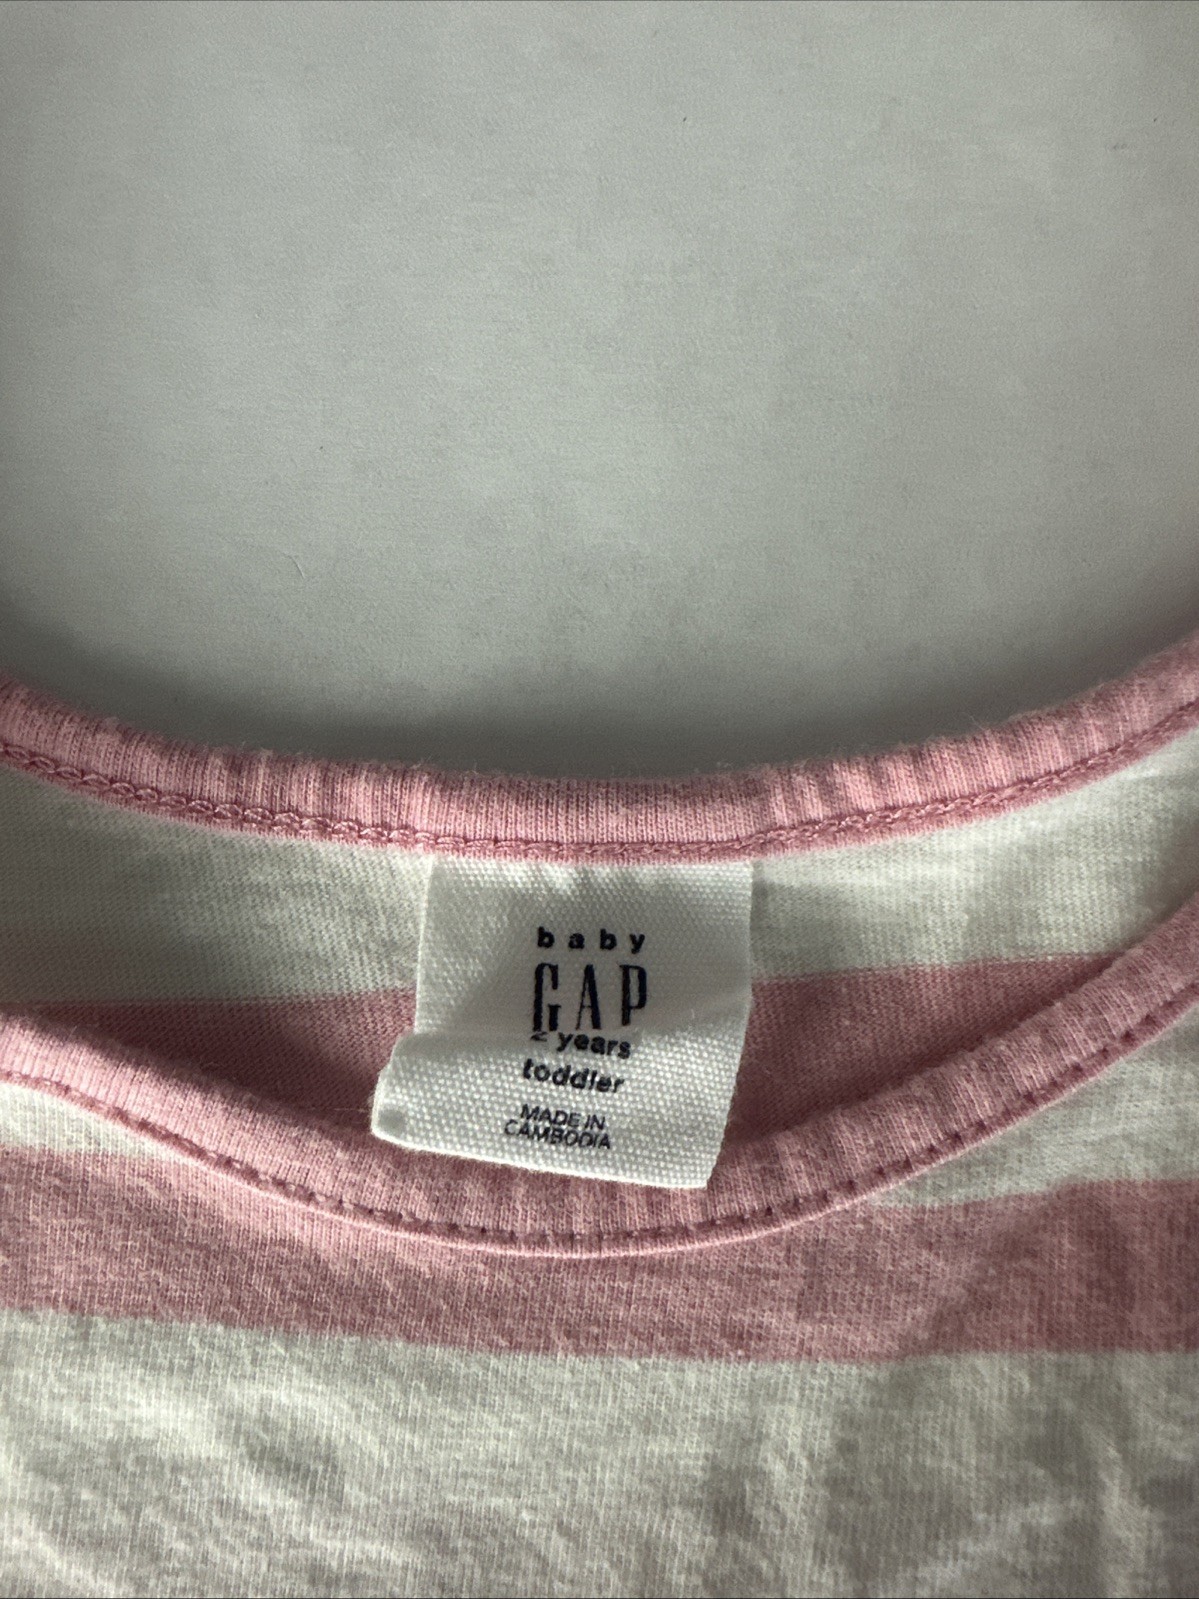 baby
GAP
2 years
toddler
MADE IN
CAMBODIA